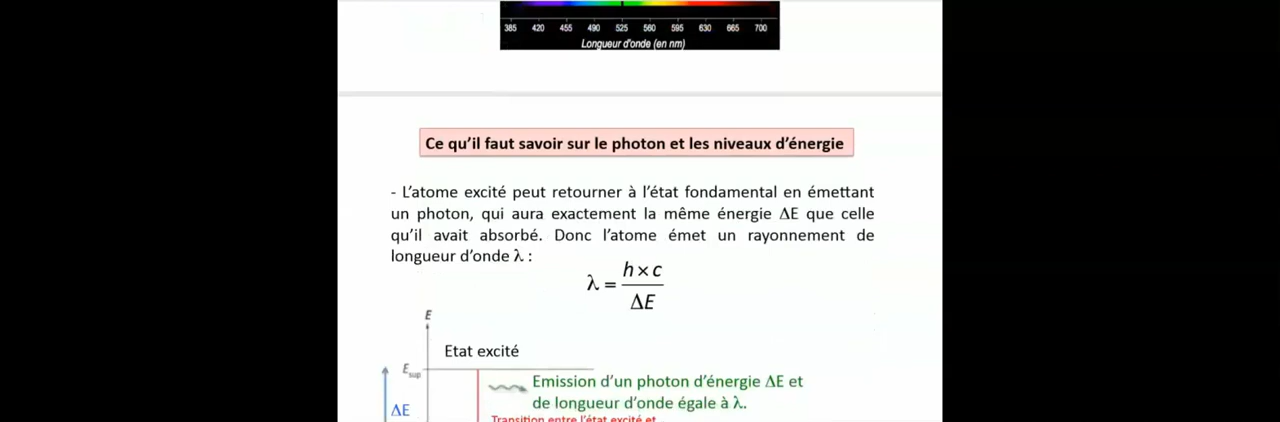 385 420 455 490 525 560 595 630 665 700
Longueur d'onde (en nm)
Ce qu'il faut savoir sur le photon et les niveaux d'énergie
- L'atome excité peut retourner à l'état fondamental en émettant
un photon, qui aura exactement la même énergie ΔE que celle
qu'il avait absorbé. Donc l'atome émet un rayonnement de
longueur d'onde λ :
λ = h × c / ΔE
E
Etat excité
E sup
Emission d'un photon d'énergie ΔE et
de longueur d'onde égale à λ.
ΔE
Transition entre l'état excité et